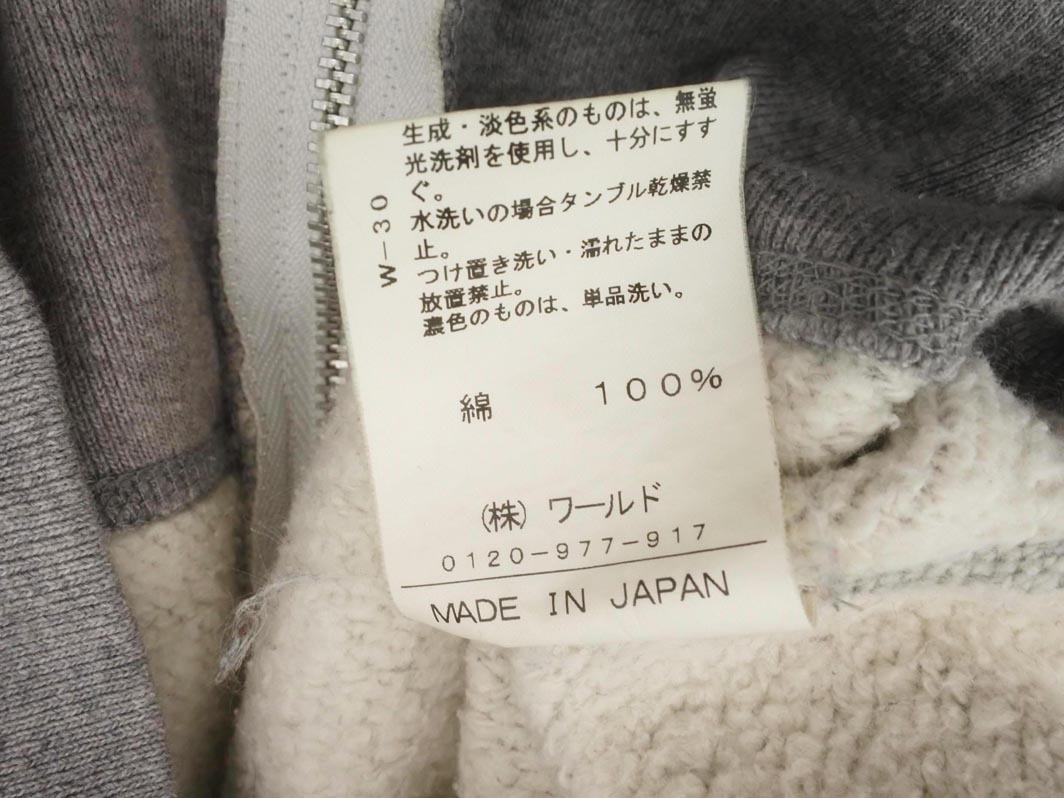 生成・淡色系のものは、無蛍
光洗剤を使用し、十分にすす
ぐ。
水洗いの場合タンブル乾燥禁
止。
つけ置き洗い・濡れたままの
放置禁止。
濃色のものは、単品洗い。
W-30
綿 100%
(株)ワールド
0120-977-917
MADE IN JAPAN